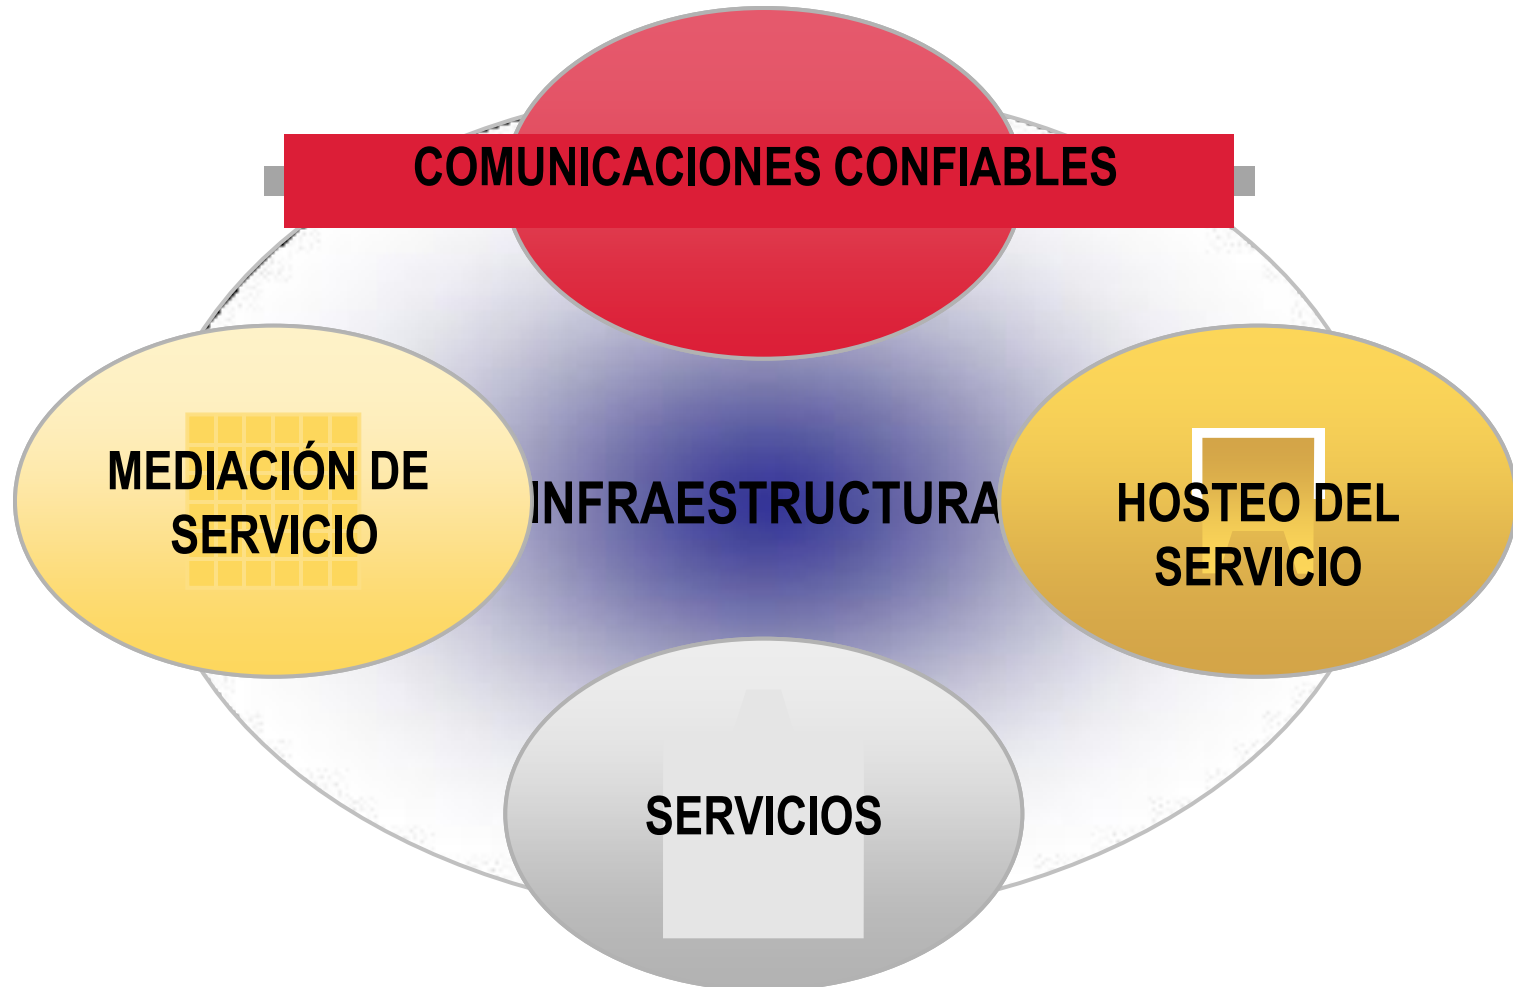 COMUNICACIONES CONFIABLES
MEDIACIÓN DE
SERVICIO
INFRAESTRUCTURA
HOSTEO DEL
SERVICIO
SERVICIOS